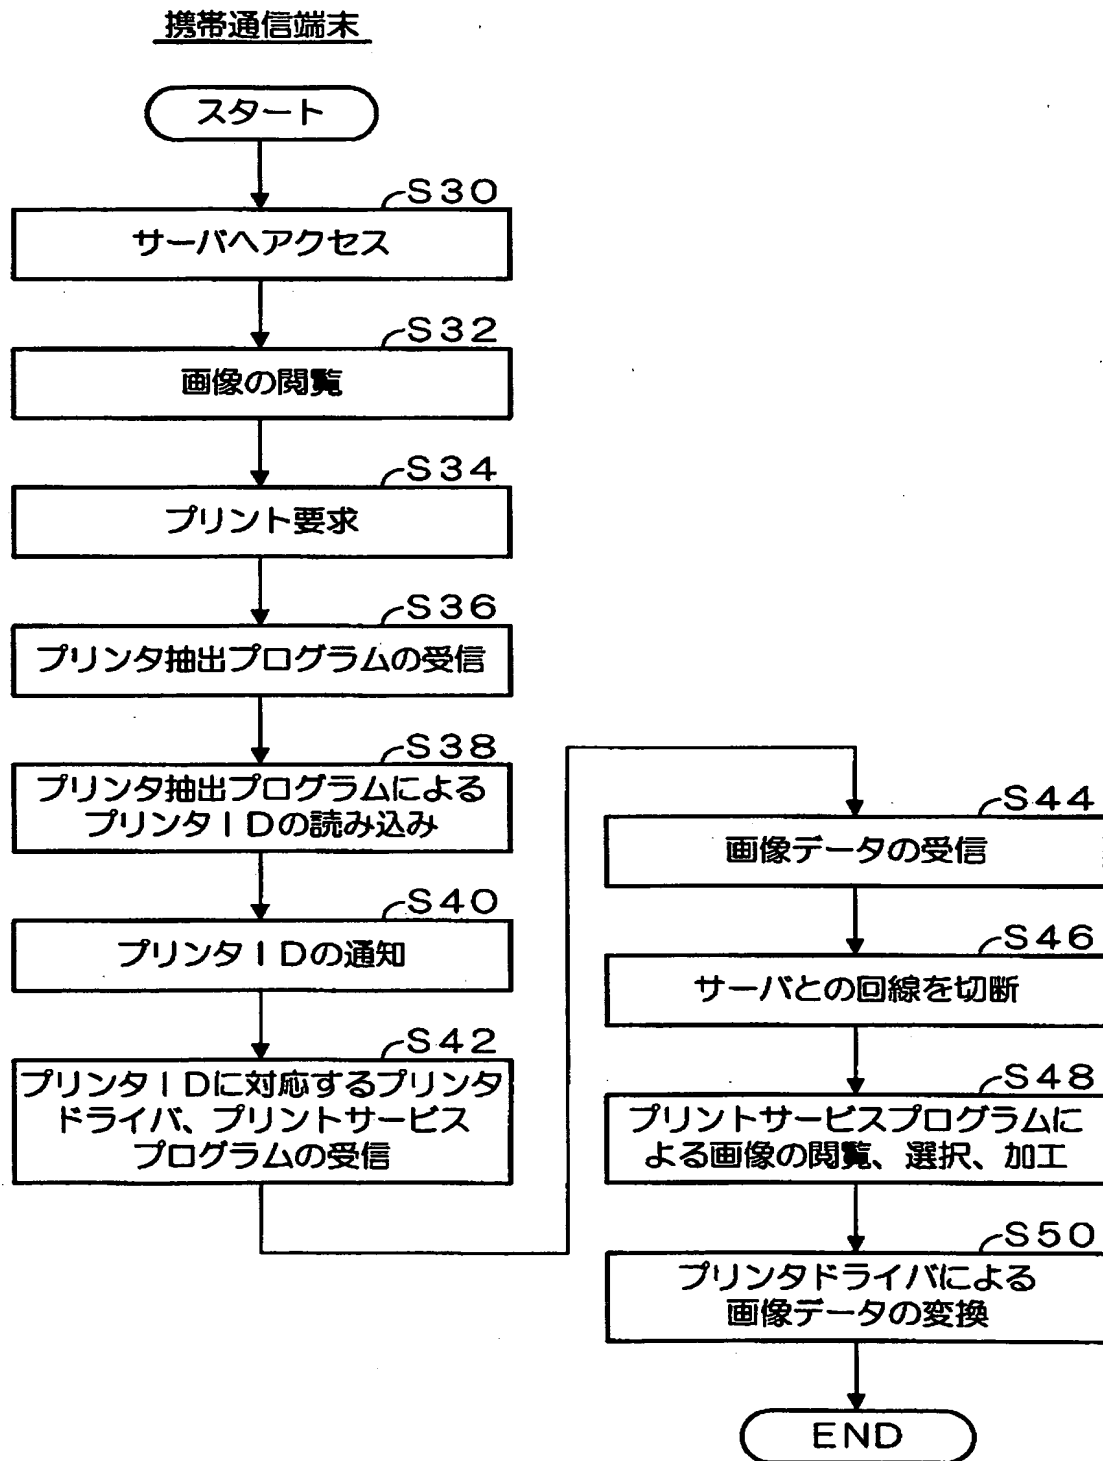 携帯通信端末
スタート
S30
サーバへアクセス
S32
画像の閲覧
S34
プリント要求
S36
プリンタ抽出プログラムの受信
S38
プリンタ抽出プログラムによる
プリンタIDの読み込み
S40
プリンタIDの通知
S42
プリンタIDに対応するプリンタ
ドライバ、プリントサービス
プログラムの受信
S44
画像データの受信
S46
サーバとの回線を切断
S48
プリントサービスプログラムに
よる画像の閲覧、選択、加工
S50
プリンタドライバによる
画像データの変換
END